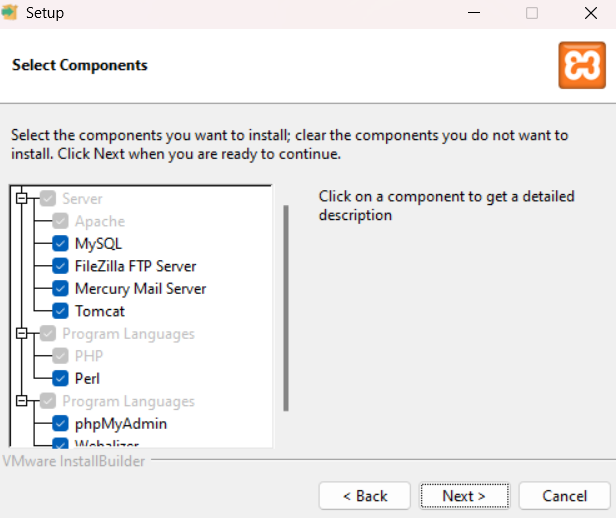 Setup
Select Components
Select the components you want to install; clear the components you do not want to
install. Click Next when you are ready to continue.
Server
Apache
MySQL
FileZilla FTP Server
Mercury Mail Server
Tomcat
Program Languages
PHP
Perl
Program Languages
phpMyAdmin
Webalizer
Click on a component to get a detailed
description
VMware InstallBuilder
< Back
Next >
Cancel